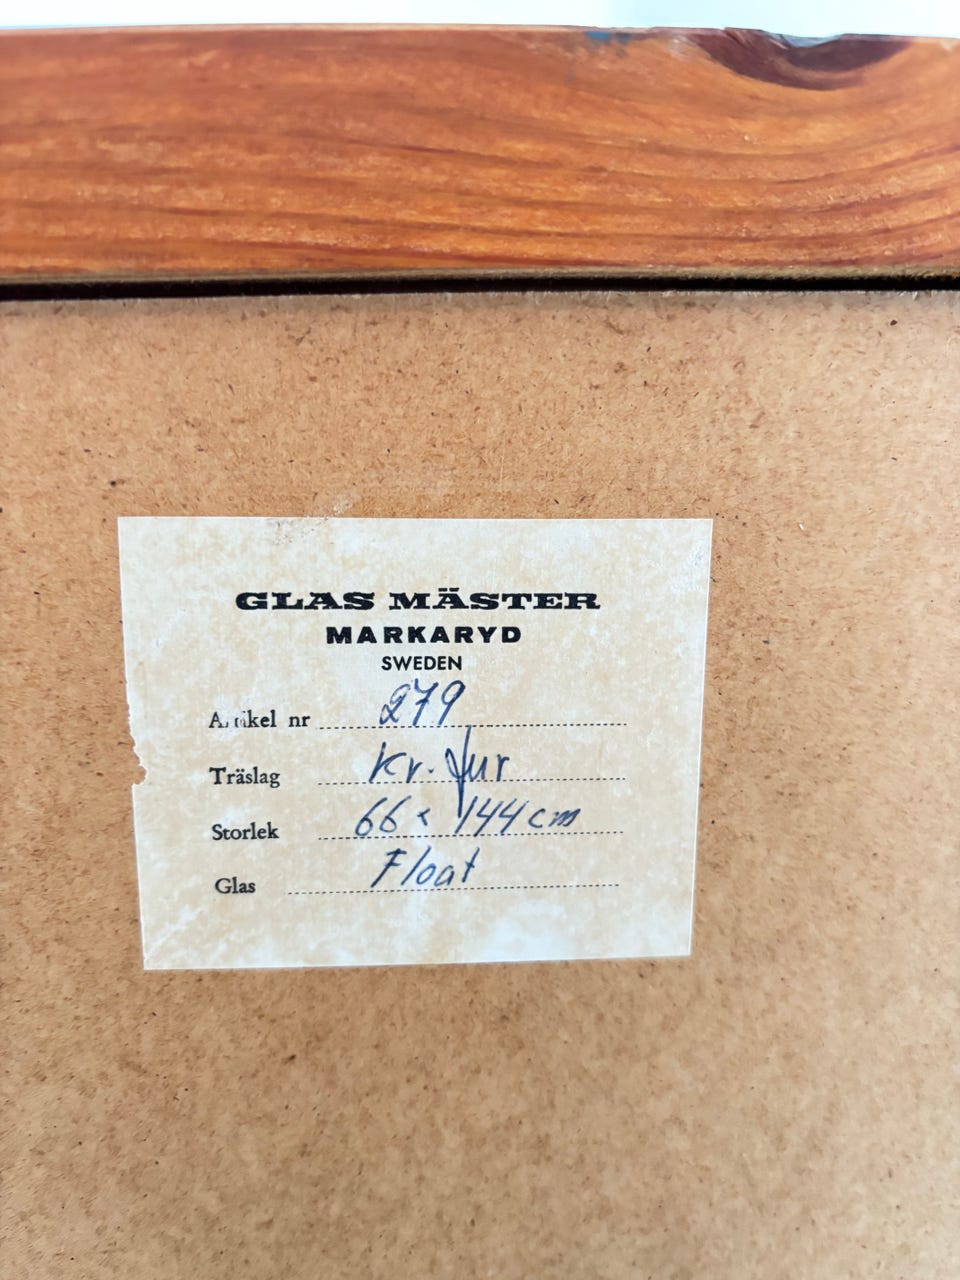 GLAS MÄSTER
MARKARYD
SWEDEN
Artikel nr 279
Träslag Kr. fur
Storlek 66 × 144 cm
Glas Float